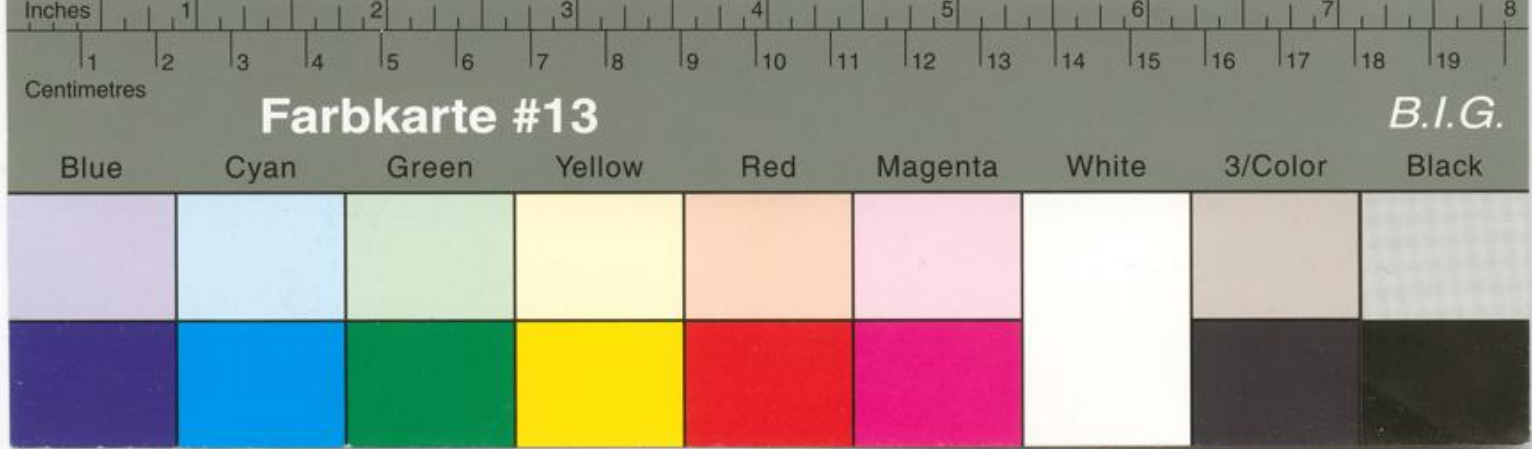 Inches 1 2 3 4 5 6 7 8
1 2 3 4 5 6 7 8 9 10 11 12 13 14 15 16 17 18 19
Centimetres
Farbkarte #13 B.I.G.
Blue Cyan Green Yellow Red Magenta White 3/Color Black